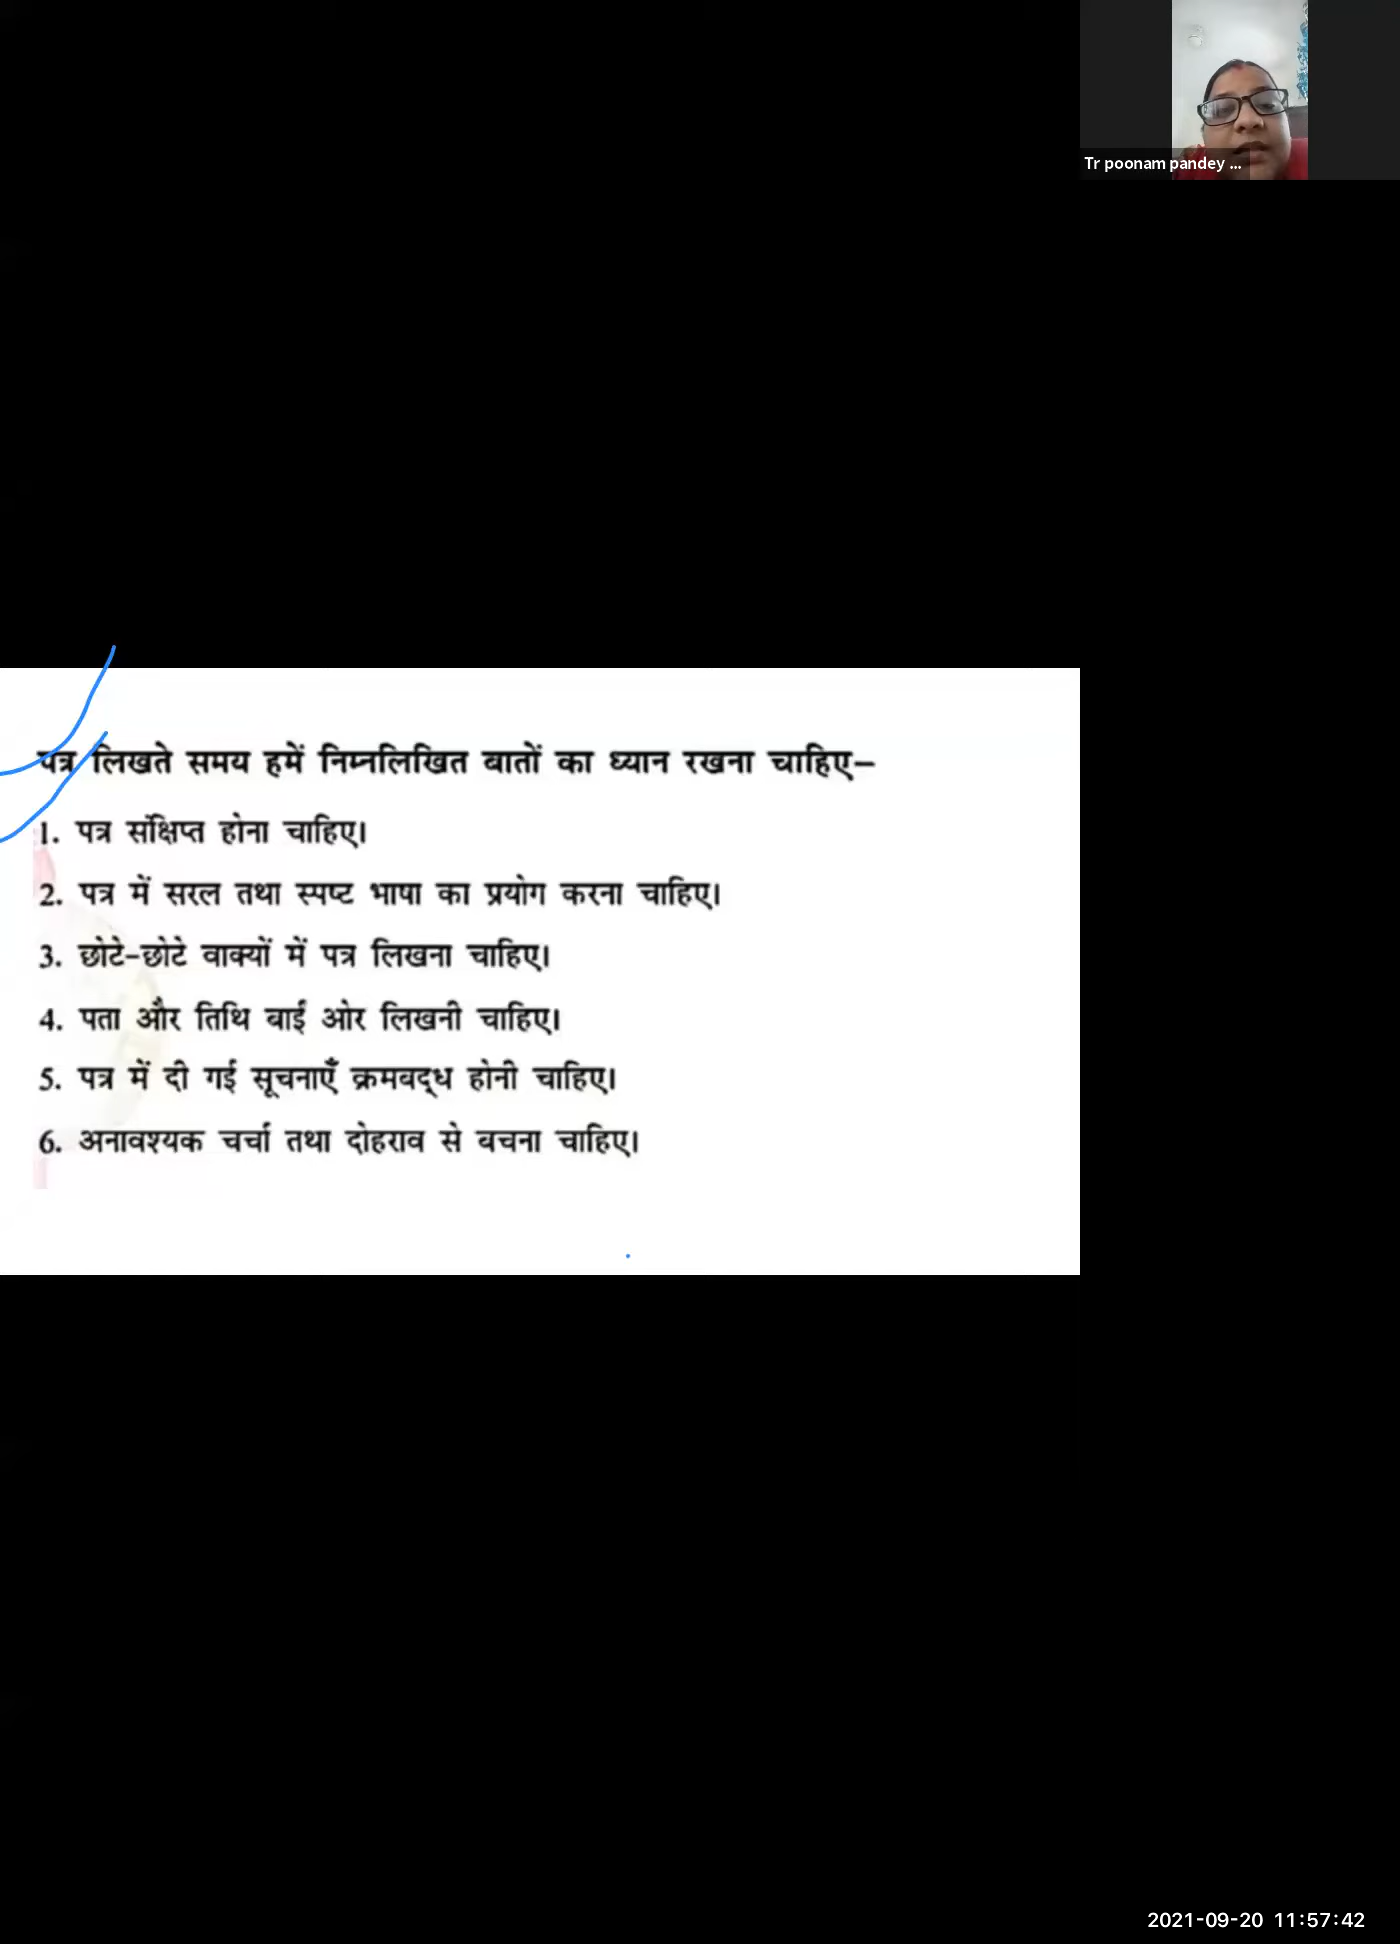 Tr poonam pandey ...
पत्र लिखते समय हमें निम्नलिखित बातों का ध्यान रखना चाहिए–
1. पत्र संक्षिप्त होना चाहिए।
2. पत्र में सरल तथा स्पष्ट भाषा का प्रयोग करना चाहिए।
3. छोटे-छोटे वाक्यों में पत्र लिखना चाहिए।
4. पता और तिथि बाईं ओर लिखनी चाहिए।
5. पत्र में दी गई सूचनाएँ क्रमबद्ध होनी चाहिए।
6. अनावश्यक चर्चा तथा दोहराव से बचना चाहिए।
2021-09-20 11:57:42